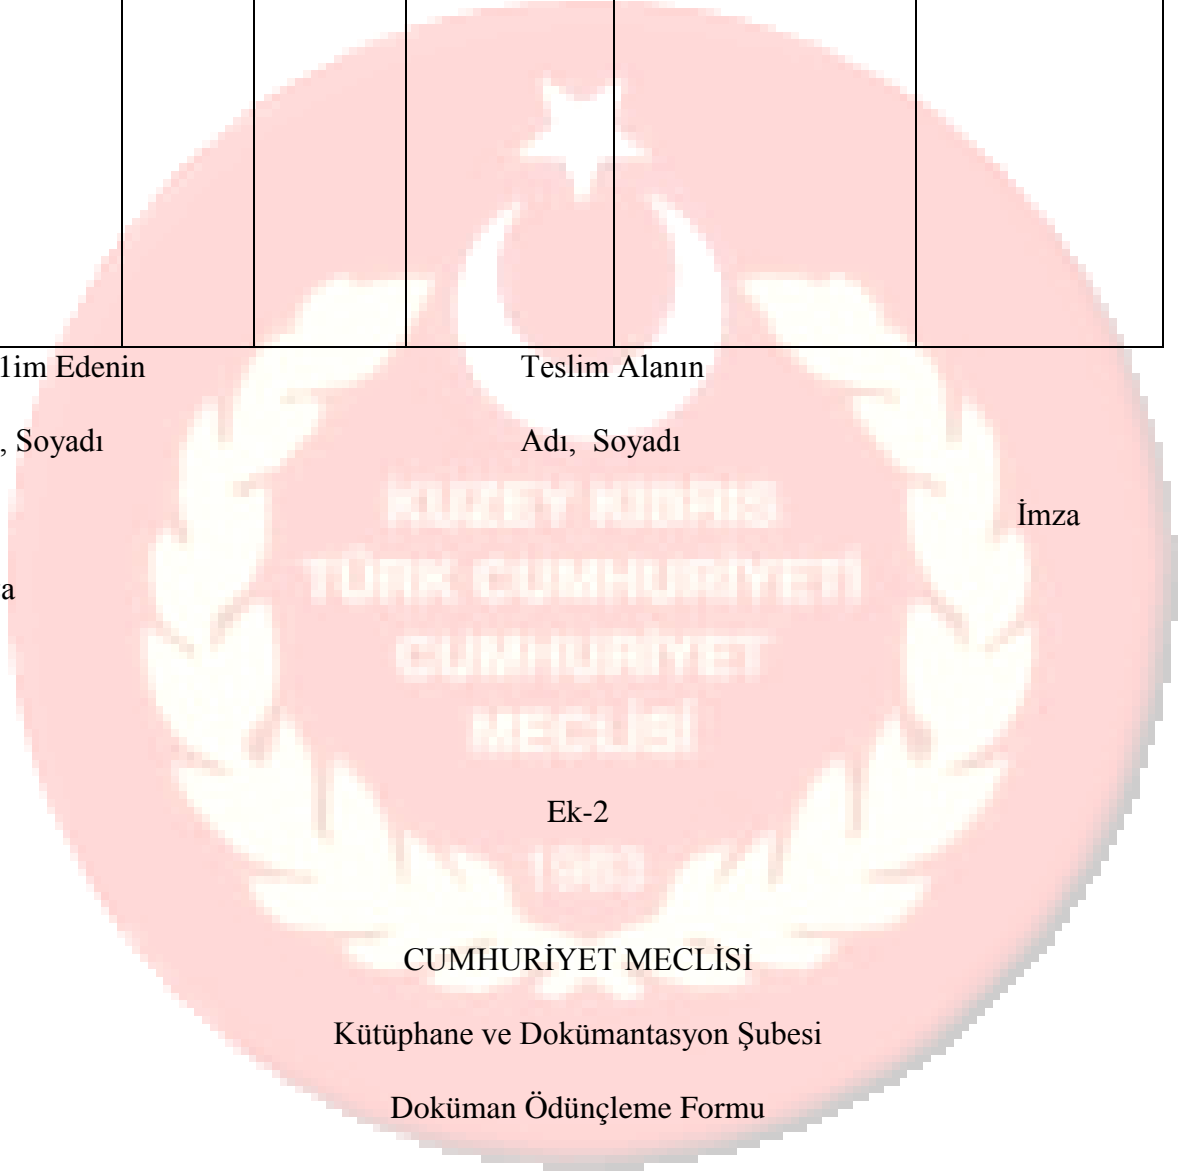 1im Edenin Teslim Alanın
, Soyadı Adı, Soyadı
İmza
a
KUZEY KIBRIS
TÜRK CUMHURİYETİ
CUMHURİYET
MECLİSİ
Ek-2
1983
CUMHURİYET MECLİSİ
Kütüphane ve Dokümantasyon Şubesi
Doküman Ödünçleme Formu